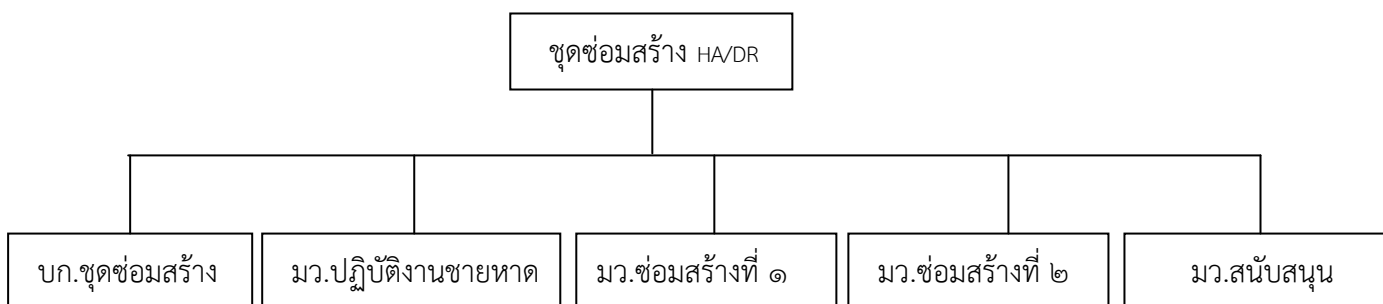 ชุดซ่อมสร้าง HA/DR
บก.ชุดซ่อมสร้าง
มว.ปฏิบัติงานชายหาด
มว.ซ่อมสร้างที่ ๑
มว.ซ่อมสร้างที่ ๒
มว.สนับสนุน